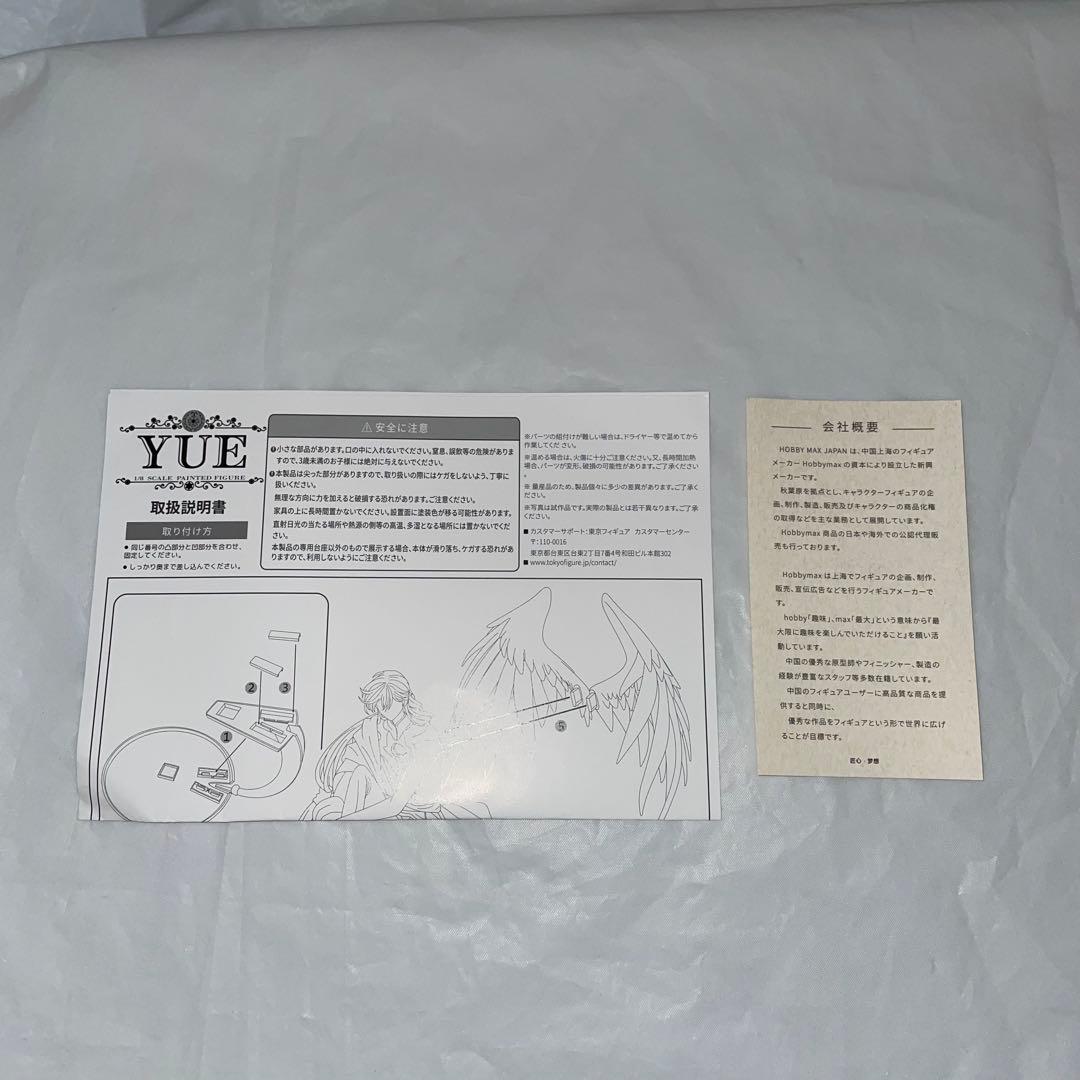 YUE
1/8 SCALE PAINTED FIGURE
取扱説明書
取り付け方
● 同じ番号の凸部分と凹部分を合わせ、
固定してください。
● しっかり奥まで差し込んでください。
⚠ 安全に注意
❶小さな部品があります。口の中に入れないでください。窒息、誤飲等の危険がありま
すので、3歳未満のお子様には絶対に与えないでください。
❷本製品は尖った部分がありますので、取り扱いの際にはケガをしないよう、丁寧に
扱いください。
無理な方向に力を加えると破損する恐れがあります。ご注意ください。
家具の上に長時間置かないでください。設置面に塗装色が移る可能性があります。
直射日光の当たる場所や熱源の側等の高温、多湿となる場所には置かないでくだ
さい。
本製品の専用台座以外のもので展示する場合、本体が滑り落ち、ケガする恐れがあ
りますので、利用しないようにご注意ください。
※パーツの組付けが難しい場合は、ドライヤー等で温めてから
作業してください。
※温める場合は、火傷に十分ご注意ください。又、長時間加熱
場合、パーツが変形、破損の可能性があります。ご了承ください
※ 量産品のため、製品個々に多少の差異があります。ご了承く
ださい。
※写真は試作品です。実際の製品とは若干異なります。ご了承
ください。
■ カスタマーサポート：東京フィギュア カスタマーセンター
〒：110-0016
東京都台東区台東2丁目7番4号和田ビル本館302
■ www.tokyofigure.jp/contact/
② ③
①
⑤
会社概要
HOBBY MAX JAPAN は、中国上海のフィギュア
メーカー Hobbymax の資本により設立した新興
メーカーです。
秋葉原を拠点とし、キャラクターフィギュアの企
画、制作、製造、販売及びキャラクターの商品化権
の取得などを主な業務として展開しています。
Hobbymax 商品の日本や海外での公認代理販
売も行っております。
Hobbymax は上海でフィギュアの企画、制作、
販売、宣伝広告などを行うフィギュアメーカーで
す。
hobby「趣味」、max「最大」という意味から『最
大限に趣味を楽しんでいただけること』を願い活
動しています。
中国の優秀な原型師やフィニッシャー、製造の
経験が豊富なスタッフ等多数在籍しています。
中国のフィギュアユーザーに高品質な商品を提
供すると同時に、
優秀な作品をフィギュアという形で世界に広げ
ることが目標です。
匠心・梦想